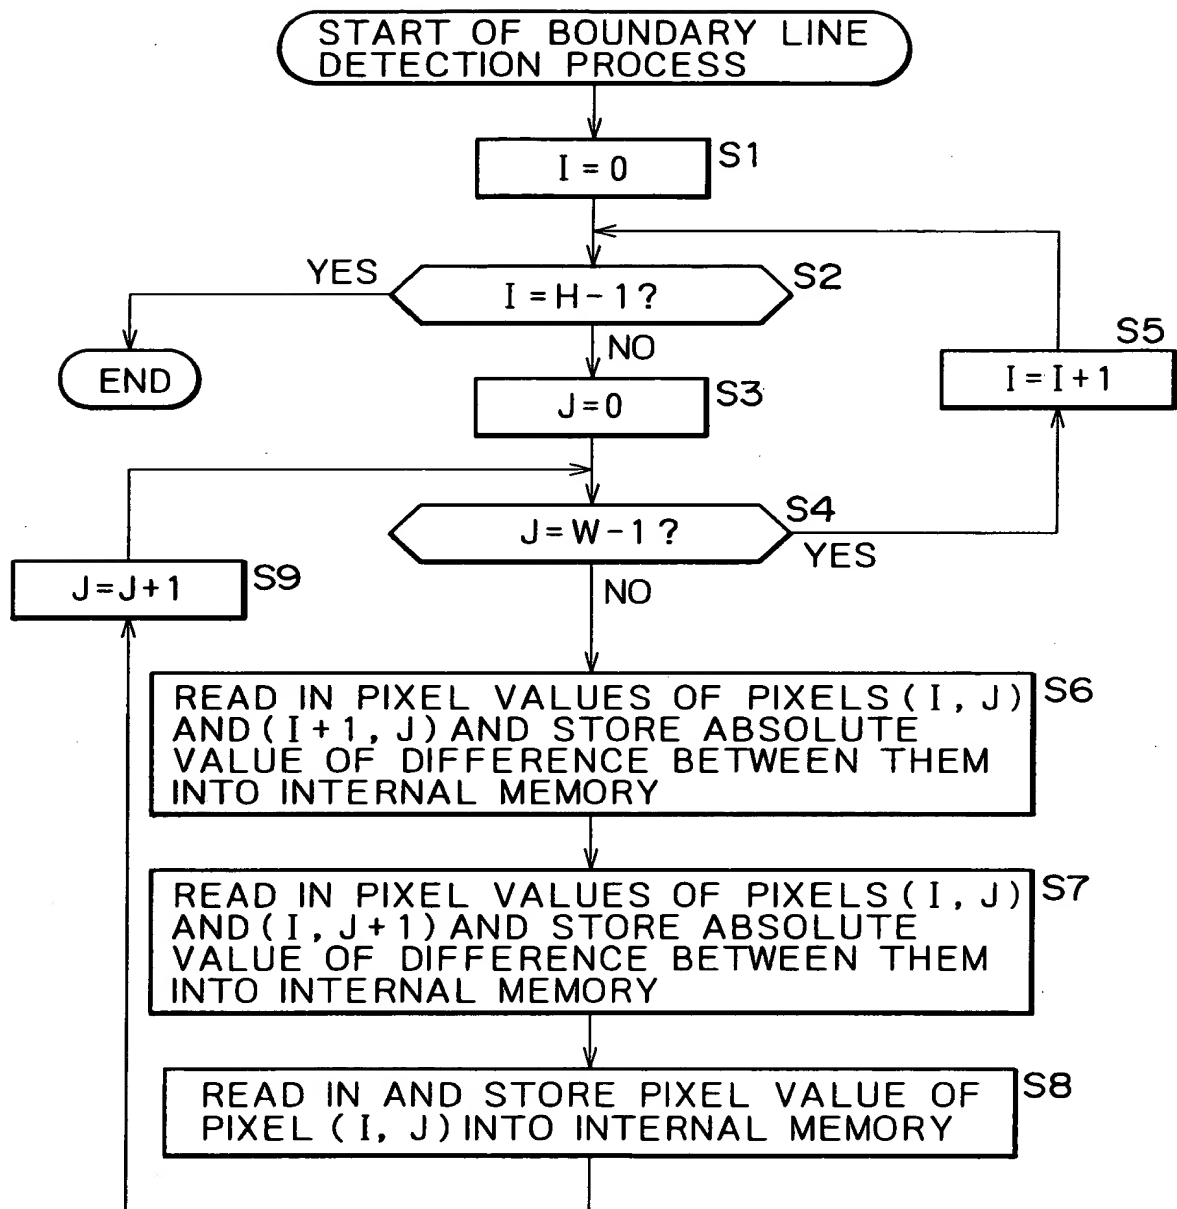 START OF BOUNDARY LINE
DETECTION PROCESS
I = 0
S1
YES
I = H - 1 ?
S2
NO
END
J = 0
S3
S5
I = I + 1
J = W - 1 ?
S4
YES
NO
J = J + 1
S9
READ IN PIXEL VALUES OF PIXELS ( I , J )
AND ( I + 1 , J ) AND STORE ABSOLUTE
VALUE OF DIFFERENCE BETWEEN THEM
INTO INTERNAL MEMORY
S6
READ IN PIXEL VALUES OF PIXELS ( I , J )
AND ( I , J + 1 ) AND STORE ABSOLUTE
VALUE OF DIFFERENCE BETWEEN THEM
INTO INTERNAL MEMORY
S7
READ IN AND STORE PIXEL VALUE OF
PIXEL ( I , J ) INTO INTERNAL MEMORY
S8